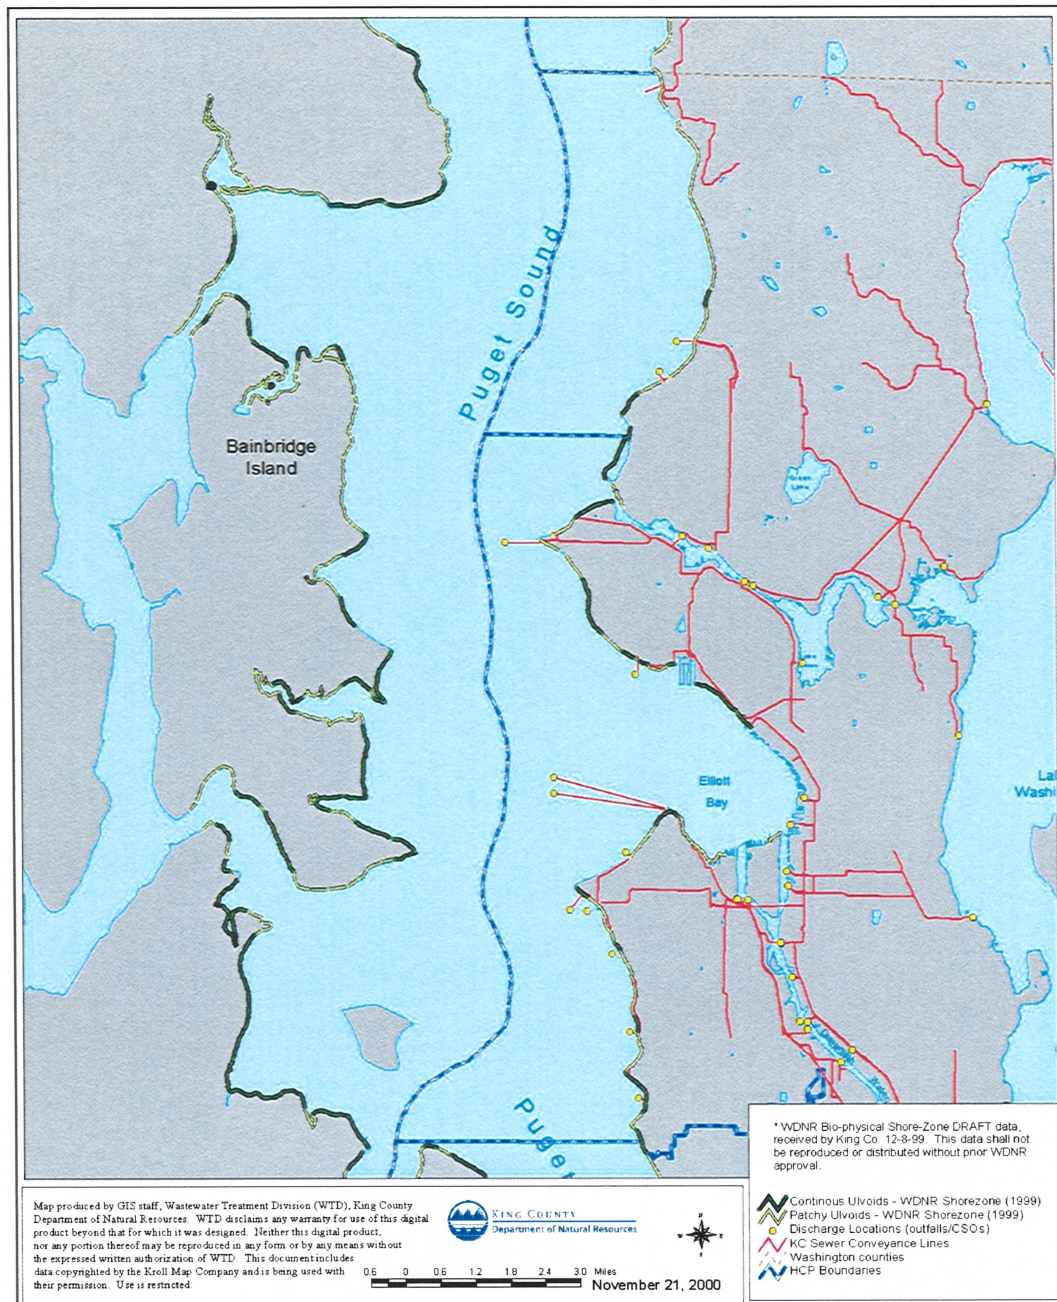 Puget Sound
Bainbridge
Island
Green
Lake
Elliott
Bay
Lal
Washi
Puget
* WDNR Bio-physical Shore-Zone DRAFT data,
received by King Co. 12-8-99. This data shall not
be reproduced or distributed without prior WDNR
approval.
Continous Ulvoids - WDNR Shorezone (1999)
Patchy Ulvoids - WDNR Shorezone (1999)
Discharge Locations (outfalls/CSOs)
KC Sewer Conveyance Lines
Washington counties
HCP Boundaries
Map produced by GIS staff, Wastewater Treatment Division (WTD), King County
Department of Natural Resources. WTD disclaims any warranty for use of this digital
product beyond that for which it was designed. Neither this digital product,
nor any portion thereof may be reproduced in any form or by any means without
the expressed written authorization of WTD. This document includes
data copyrighted by the Kroll Map Company and is being used with
their permission. Use is restricted.
KING COUNTY
Department of Natural Resources
N
W E
S
0.6 0 0.6 1.2 1.8 2.4 3.0 Miles
November 21, 2000